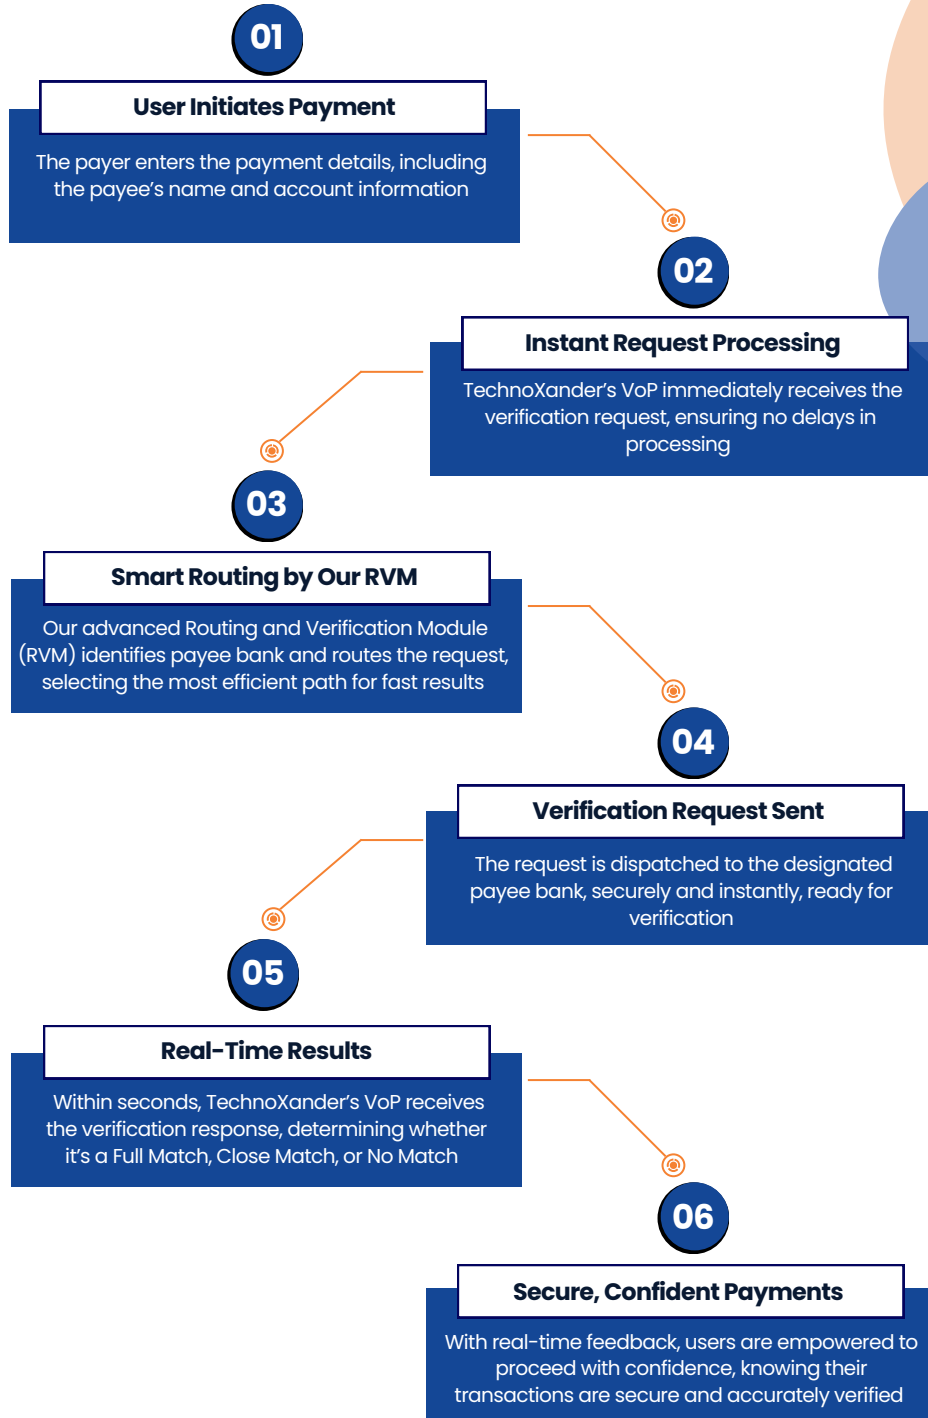 01
User Initiates Payment
The payer enters the payment details, including
the payee's name and account information
02
Instant Request Processing
TechnoXander's VoP immediately receives the
verification request, ensuring no delays in
processing
03
Smart Routing by Our RVM
Our advanced Routing and Verification Module
(RVM) identifies payee bank and routes the request,
selecting the most efficient path for fast results
04
Verification Request Sent
The request is dispatched to the designated
payee bank, securely and instantly, ready for
verification
05
Real-Time Results
Within seconds, TechnoXander's VoP receives
the verification response, determining whether
it's a Full Match, Close Match, or No Match
06
Secure, Confident Payments
With real-time feedback, users are empowered to
proceed with confidence, knowing their
transactions are secure and accurately verified